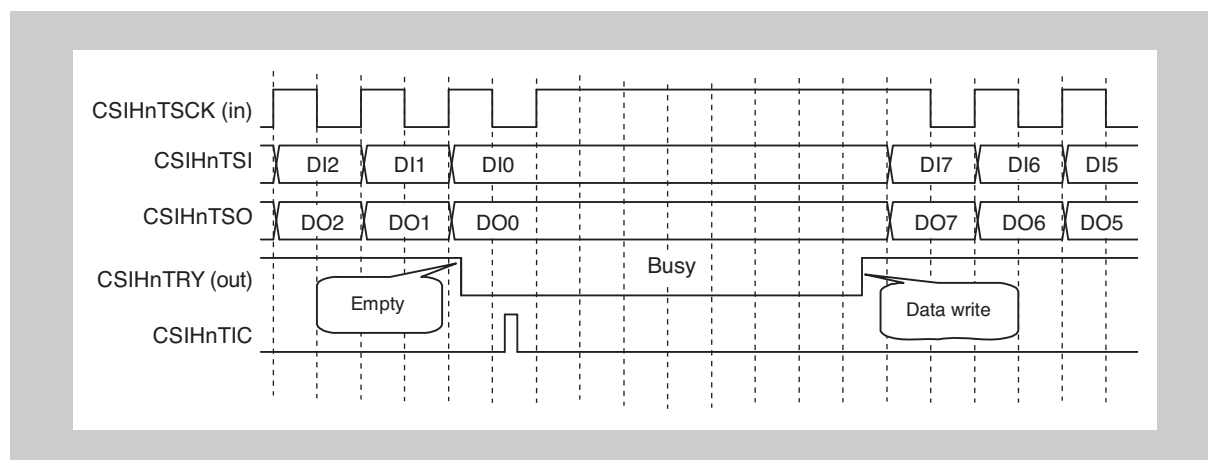 CSIHnTSCK (in)
CSIHnTSI DI2 DI1 DI0 DI7 DI6 DI5
CSIHnTSO DO2 DO1 DO0 DO7 DO6 DO5
CSIHnTRY (out) Busy
Empty Data write
CSIHnTIC